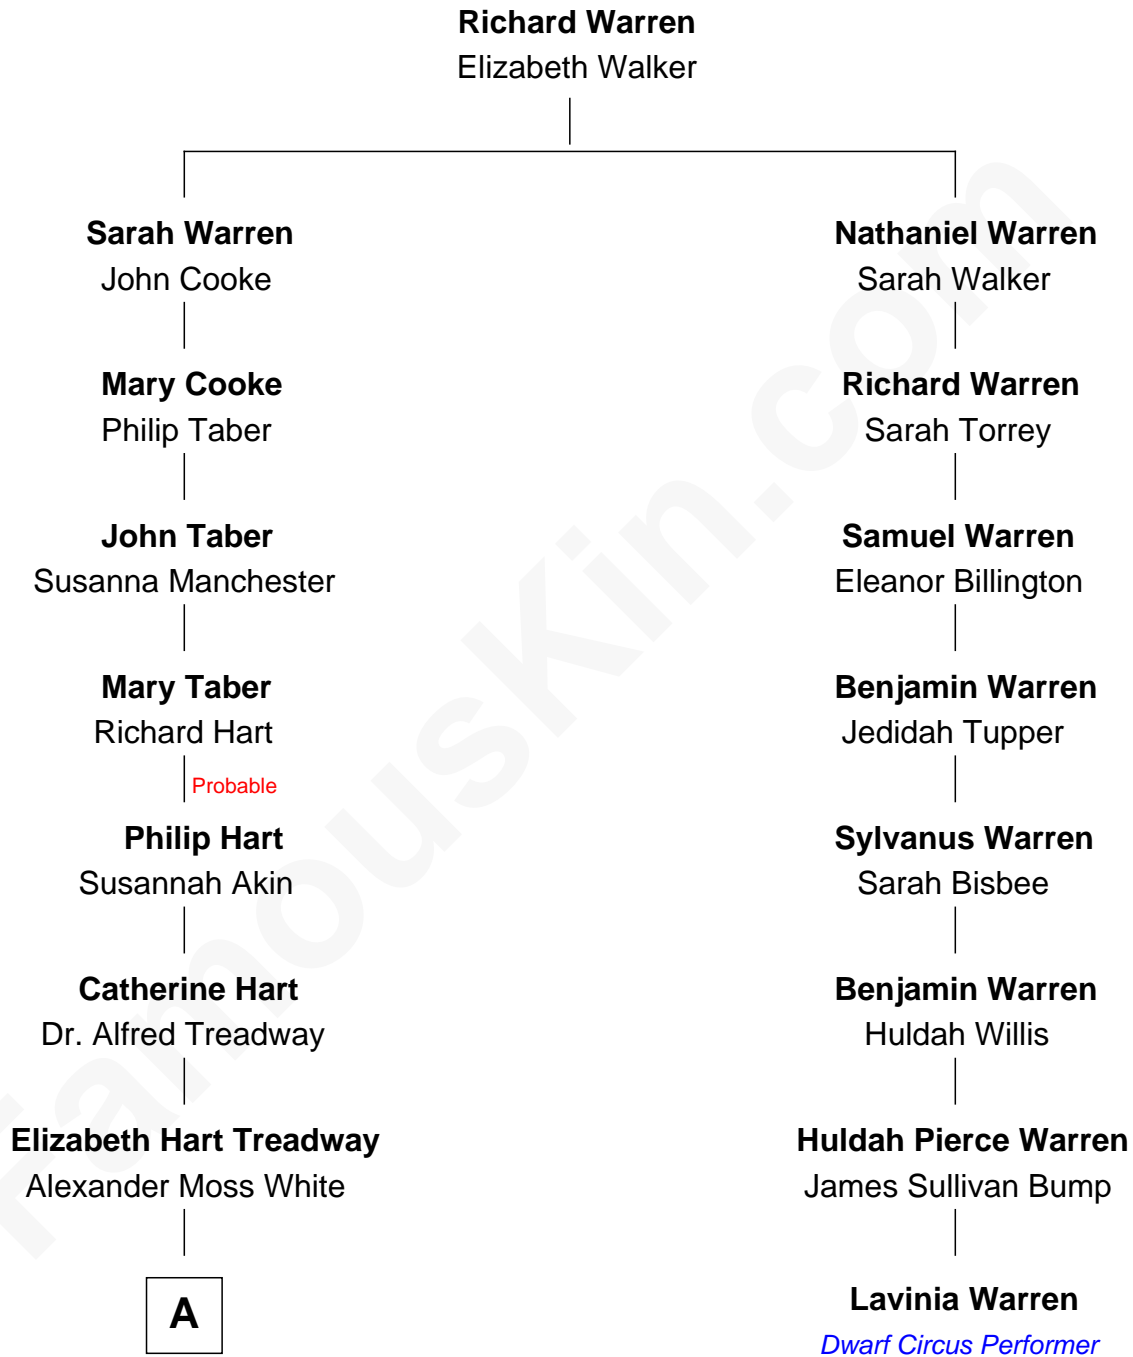 Richard Warren
Elizabeth Walker
Sarah Warren
John Cooke
Nathaniel Warren
Sarah Walker
Mary Cooke
Philip Taber
Richard Warren
Sarah Torrey
John Taber
Susanna Manchester
Samuel Warren
Eleanor Billington
Mary Taber
Richard Hart
Benjamin Warren
Jedidah Tupper
Probable
Philip Hart
Susannah Akin
Sylvanus Warren
Sarah Bisbee
Catherine Hart
Dr. Alfred Treadway
Benjamin Warren
Huldah Willis
Elizabeth Hart Treadway
Alexander Moss White
Huldah Pierce Warren
James Sullivan Bump
A
Lavinia Warren
Dwarf Circus Performer
FamousKin.com